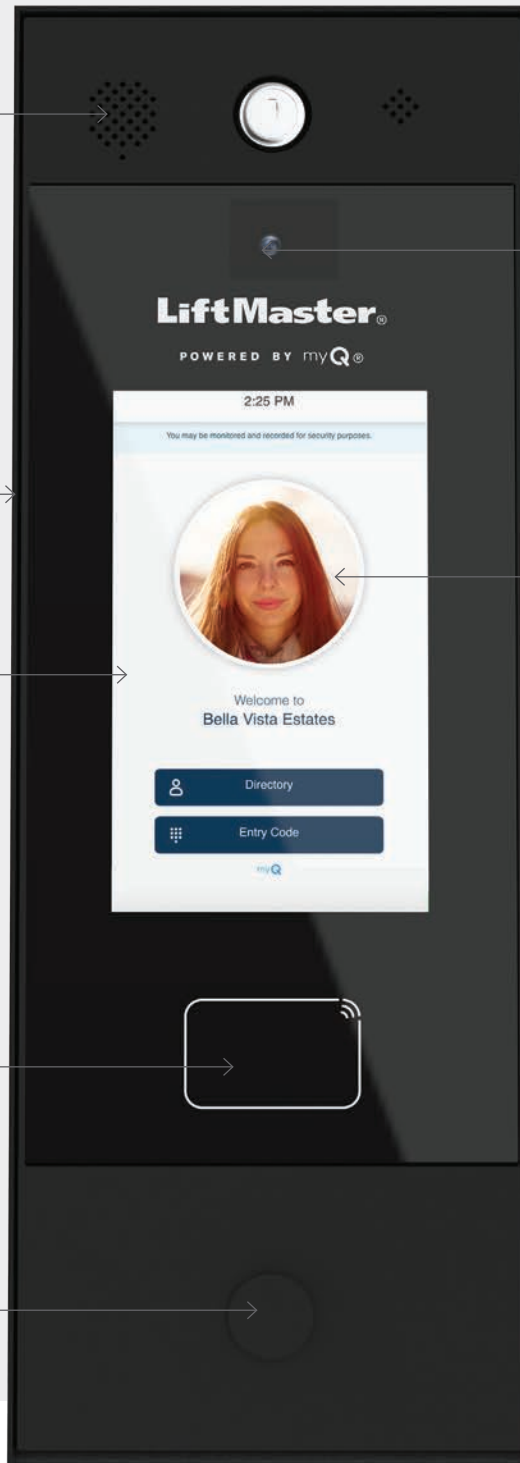 LiftMaster®
POWERED BY myQ®
2:25 PM
You may be monitored and recorded for security purposes.
Welcome to
Bella Vista Estates
Directory
Entry Code
myQ